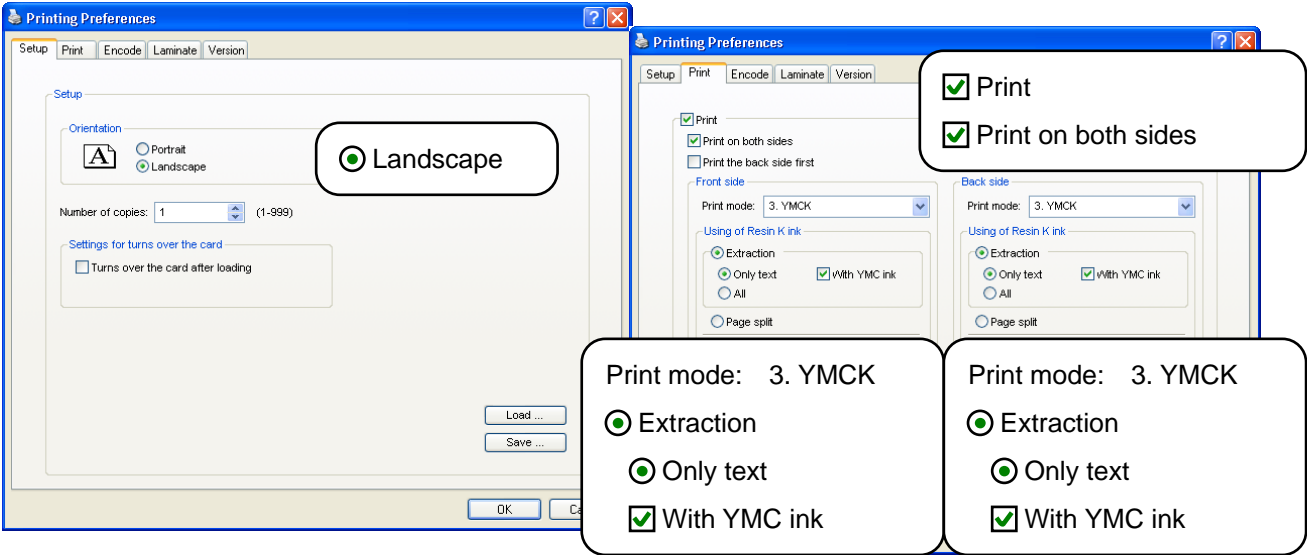 Printing Preferences
Setup Print Encode Laminate Version
Setup
Orientation
A
Portrait
Landscape
Landscape
Number of copies: 1 (1-999)
Settings for turns over the card
Turns over the card after loading
Load ...
Save ...
OK
Printing Preferences
Setup Print Encode Laminate Version
Print
Print on both sides
Print
Print on both sides
Print the back side first
Front side
Print mode: 3. YMCK
Using of Resin K ink
Extraction
Only text With YMC ink
All
Page split
Back side
Print mode: 3. YMCK
Using of Resin K ink
Extraction
Only text With YMC ink
All
Page split
Print mode: 3. YMCK
Extraction
Only text
With YMC ink
Print mode: 3. YMCK
Extraction
Only text
With YMC ink